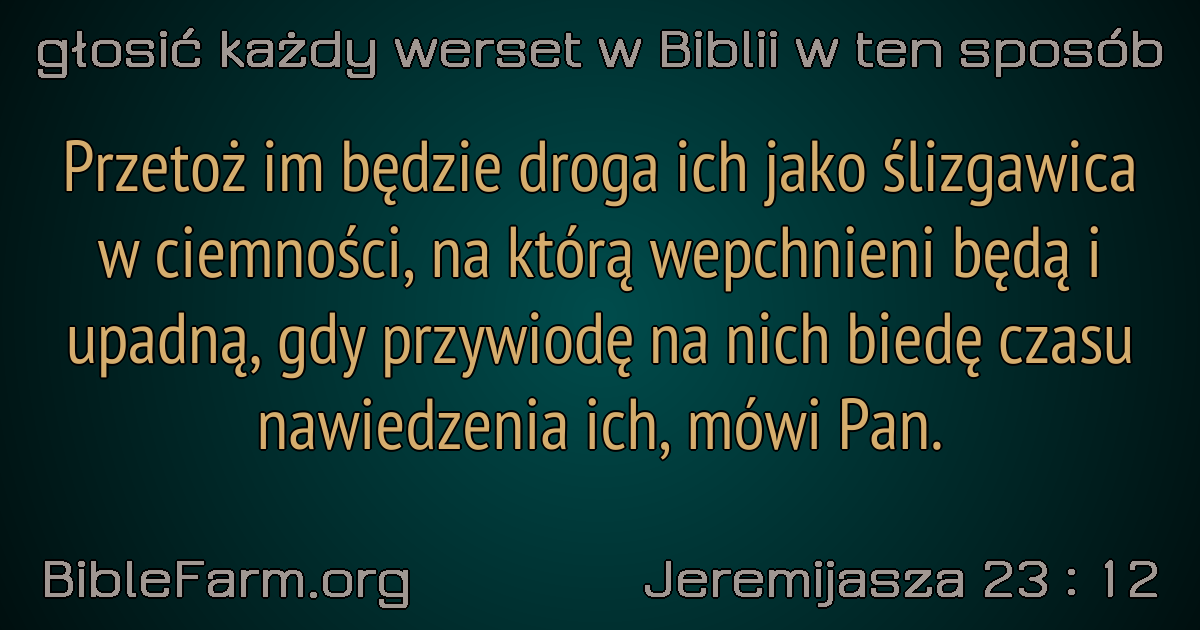 głosić każdy werset w Biblii w ten sposób
Przetoż im będzie droga ich jako ślizgawica
w ciemności, na którą wepchnieni będą i
upadną, gdy przywiodę na nich biedę czasu
nawiedzenia ich, mówi Pan.
BibleFarm.org
Jeremijasza 23 : 12